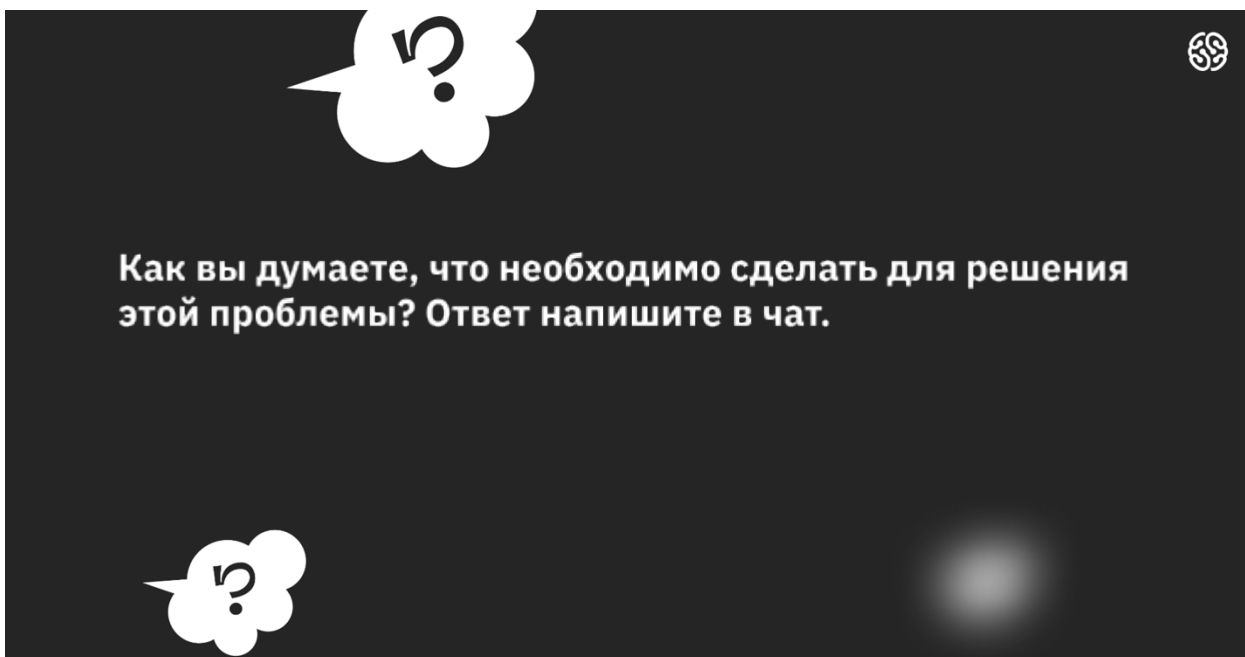 ?
Как вы думаете, что необходимо сделать для решения
этой проблемы? Ответ напишите в чат.
?